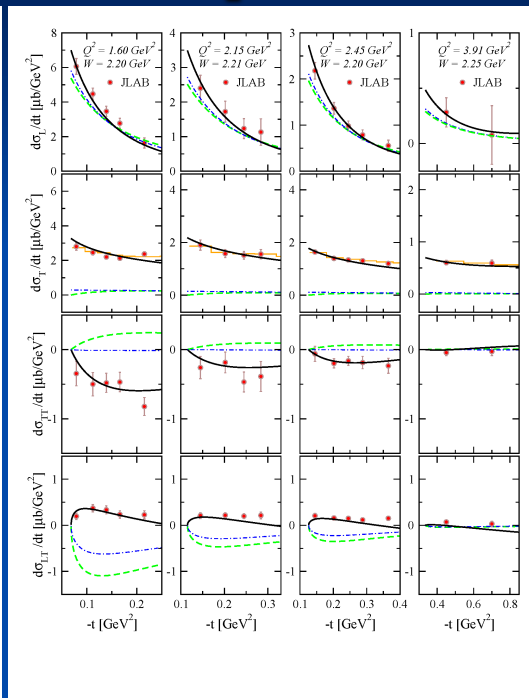 Q² = 1.60 GeV²
W = 2.20 GeV
JLAB
Q² = 2.15 GeV²
W = 2.21 GeV
JLAB
Q² = 2.45 GeV²
W = 2.20 GeV
JLAB
Q² = 3.91 GeV²
W = 2.25 GeV
JLAB
dσ_L/dt [μb/GeV²]
8
6
4
2
0
4
3
2
1
0
3
2
1
0
1
0
dσ_T/dt [μb/GeV²]
6
4
2
0
4
2
0
4
2
0
2
1
0
dσ_TT/dt [μb/GeV²]
0
-1
0
-1
0
-1
0
-1
dσ_LT/dt [μb/GeV²]
1
0
-1
1
0
-1
1
0
-1
1
0
-1
0.1 0.2
0.1 0.2 0.3
0.1 0.2 0.3 0.4
0.4 0.6 0.8
-t [GeV²]
-t [GeV²]
-t [GeV²]
-t [GeV²]